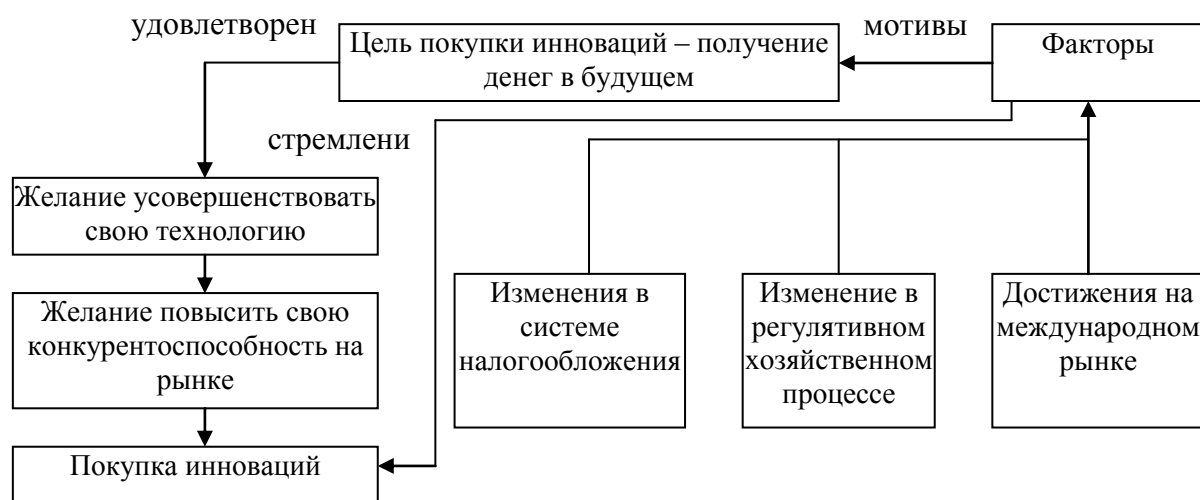 удовлетворен
Цель покупки инноваций – получение
денег в будущем
мотивы
Факторы
стремлени
Желание усовершенствовать
свою технологию
Желание повысить свою
конкурентоспособность на
рынке
Покупка инноваций
Изменения в
системе
налогообложения
Изменение в
регулятивном
хозяйственном
процессе
Достижения на
международном
рынке